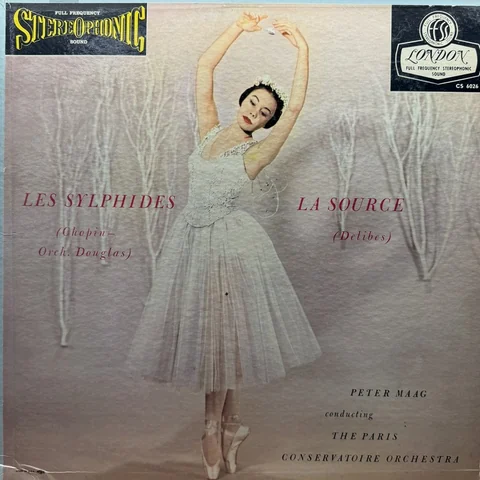 FULL FREQUENCY
STEREOPHONIC
SOUND
LONDON
FULL FREQUENCY STEREOPHONIC
SOUND
CS 6026
LES SYLPHIDES
(Chopin—
Orch. Douglas)
LA SOURCE
(Delibes)
PETER MAAG
conducting
THE PARIS
CONSERVATOIRE ORCHESTRA